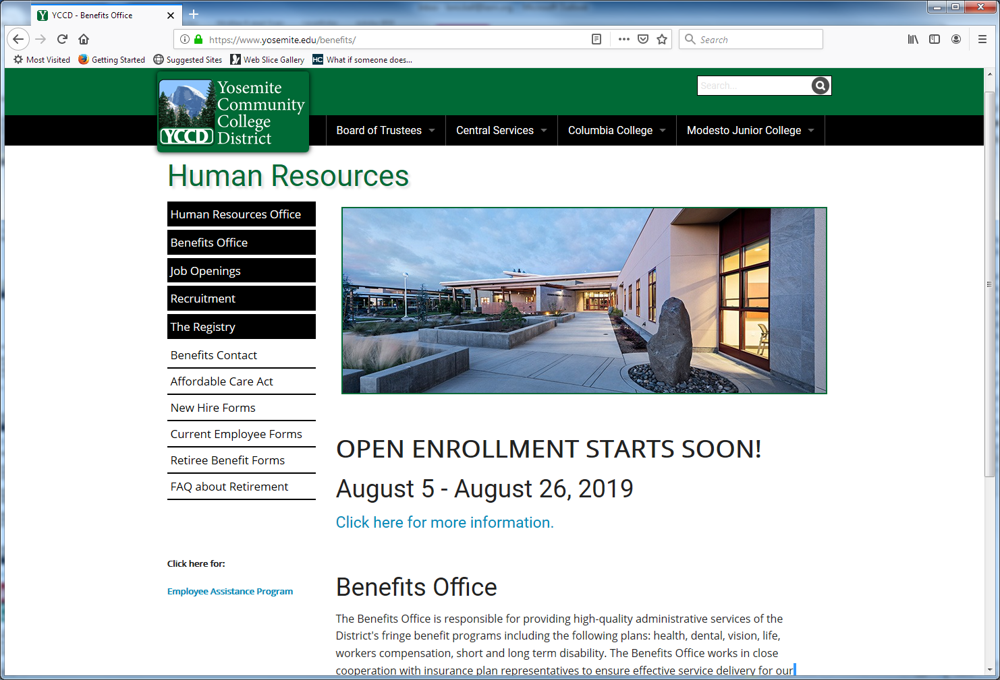 YCCD - Benefits Office
https://www.yosemite.edu/benefits/
Search
Most Visited
Getting Started
Suggested Sites
Web Slice Gallery
HC What if someone does...
Yosemite
Community
College
District
YCCD
Search...
Board of Trustees
Central Services
Columbia College
Modesto Junior College
Human Resources
Human Resources Office
Benefits Office
Job Openings
Recruitment
The Registry
Benefits Contact
Affordable Care Act
New Hire Forms
Current Employee Forms
Retiree Benefit Forms
FAQ about Retirement
Click here for:
Employee Assistance Program
OPEN ENROLLMENT STARTS SOON!
August 5 - August 26, 2019
Click here for more information.
Benefits Office
The Benefits Office is responsible for providing high-quality administrative services of the
District's fringe benefit programs including the following plans: health, dental, vision, life,
workers compensation, short and long term disability. The Benefits Office works in close
cooperation with insurance plan representatives to ensure effective service delivery for our